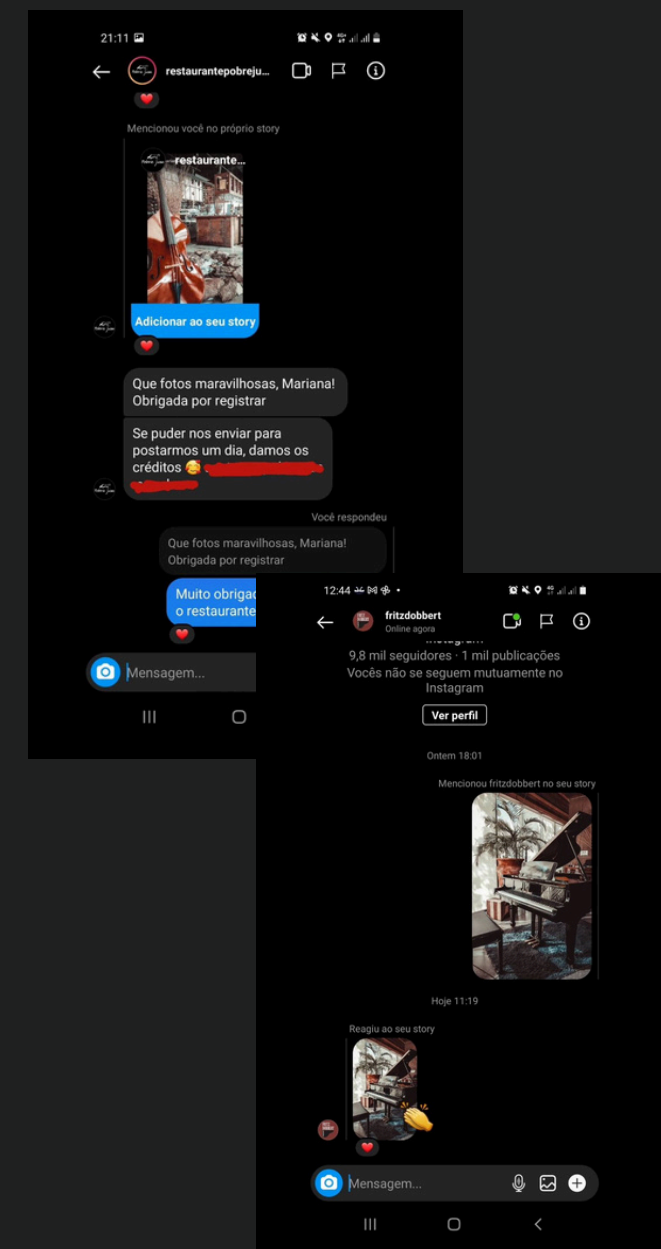 21:11
restaurantepobreju...
Mencionou você no próprio story
restaurante...
Adicionar ao seu story
Que fotos maravilhosas, Mariana!
Obrigada por registrar
Se puder nos enviar para
postarmos um dia, damos os
créditos 🥰
Você respondeu
Que fotos maravilhosas, Mariana!
Obrigada por registrar
Muito obrigad
o restaurante
Mensagem...
12:44
fritzdobbert
Online agora
Instagram
9,8 mil seguidores · 1 mil publicações
Vocês não se seguem mutuamente no
Instagram
Ver perfil
Ontem 18:01
Mencionou fritzdobbert no seu story
Hoje 11:19
Reagiu ao seu story
Mensagem...